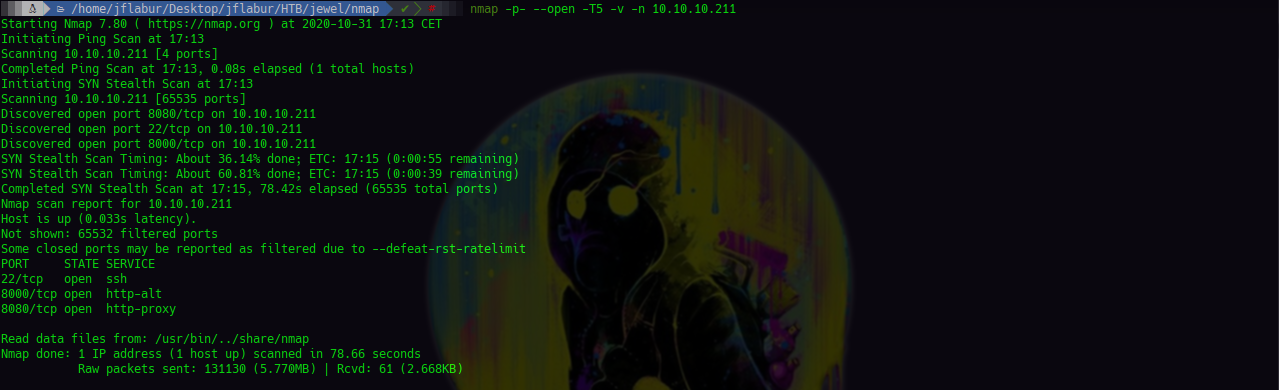 /home/jflabur/Desktop/jflabur/HTB/jewel/nmap ✔ ✘ nmap -p- --open -T5 -v -n 10.10.10.211
Starting Nmap 7.80 ( https://nmap.org ) at 2020-10-31 17:13 CET
Initiating Ping Scan at 17:13
Scanning 10.10.10.211 [4 ports]
Completed Ping Scan at 17:13, 0.08s elapsed (1 total hosts)
Initiating SYN Stealth Scan at 17:13
Scanning 10.10.10.211 [65535 ports]
Discovered open port 8080/tcp on 10.10.10.211
Discovered open port 22/tcp on 10.10.10.211
Discovered open port 8000/tcp on 10.10.10.211
SYN Stealth Scan Timing: About 36.14% done; ETC: 17:15 (0:00:55 remaining)
SYN Stealth Scan Timing: About 60.81% done; ETC: 17:15 (0:00:39 remaining)
Completed SYN Stealth Scan at 17:15, 78.42s elapsed (65535 total ports)
Nmap scan report for 10.10.10.211
Host is up (0.033s latency).
Not shown: 65532 filtered ports
Some closed ports may be reported as filtered due to --defeat-rst-ratelimit
PORT     STATE SERVICE
22/tcp   open  ssh
8000/tcp open  http-alt
8080/tcp open  http-proxy
Read data files from: /usr/bin/../share/nmap
Nmap done: 1 IP address (1 host up) scanned in 78.66 seconds
Raw packets sent: 131130 (5.770MB) | Rcvd: 61 (2.668KB)